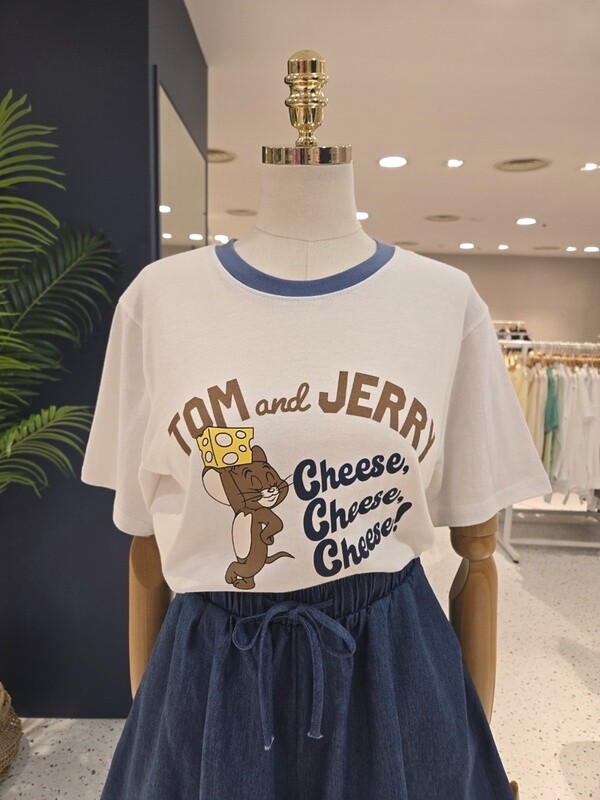 TOM and JERRY
Cheese,
Cheese,
Cheese!